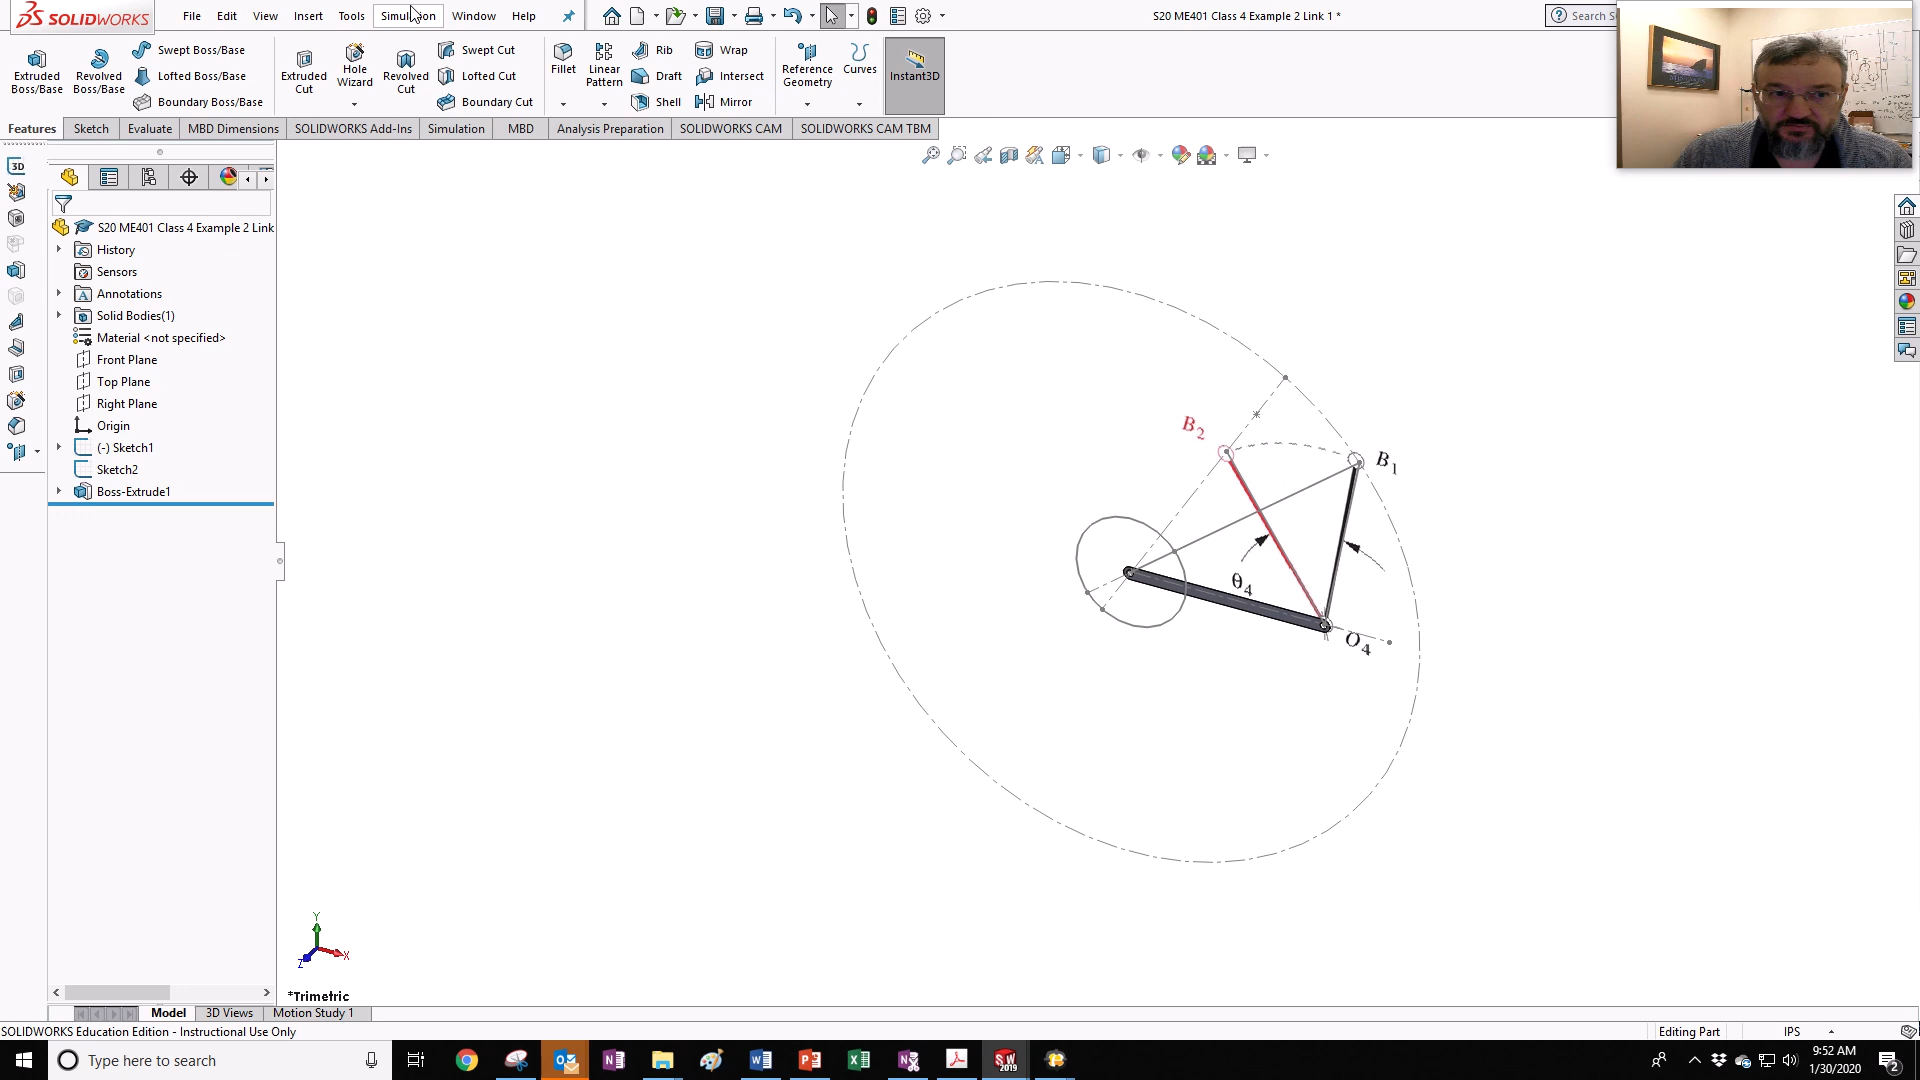 SOLIDWORKS
File Edit View Insert Tools Simulation Window Help
S20 ME401 Class 4 Example 2 Link 1 *
Search S
Extruded Boss/Base
Revolved Boss/Base
Swept Boss/Base
Lofted Boss/Base
Boundary Boss/Base
Extruded Cut
Hole Wizard
Revolved Cut
Swept Cut
Lofted Cut
Boundary Cut
Fillet
Linear Pattern
Rib
Draft
Shell
Wrap
Intersect
Mirror
Reference Geometry
Curves
Instant3D
Features Sketch Evaluate MBD Dimensions SOLIDWORKS Add-Ins Simulation MBD Analysis Preparation SOLIDWORKS CAM SOLIDWORKS CAM TBM
3D
S20 ME401 Class 4 Example 2 Link
History
Sensors
Annotations
Solid Bodies(1)
Material <not specified>
Front Plane
Top Plane
Right Plane
Origin
(-) Sketch1
Sketch2
Boss-Extrude1
B2
B1
θ4
O4
Y
X
Z
*Trimetric
Model 3D Views Motion Study 1
SOLIDWORKS Education Edition - Instructional Use Only
Editing Part
IPS
Type here to search
SW 2019
9:52 AM
1/30/2020
2